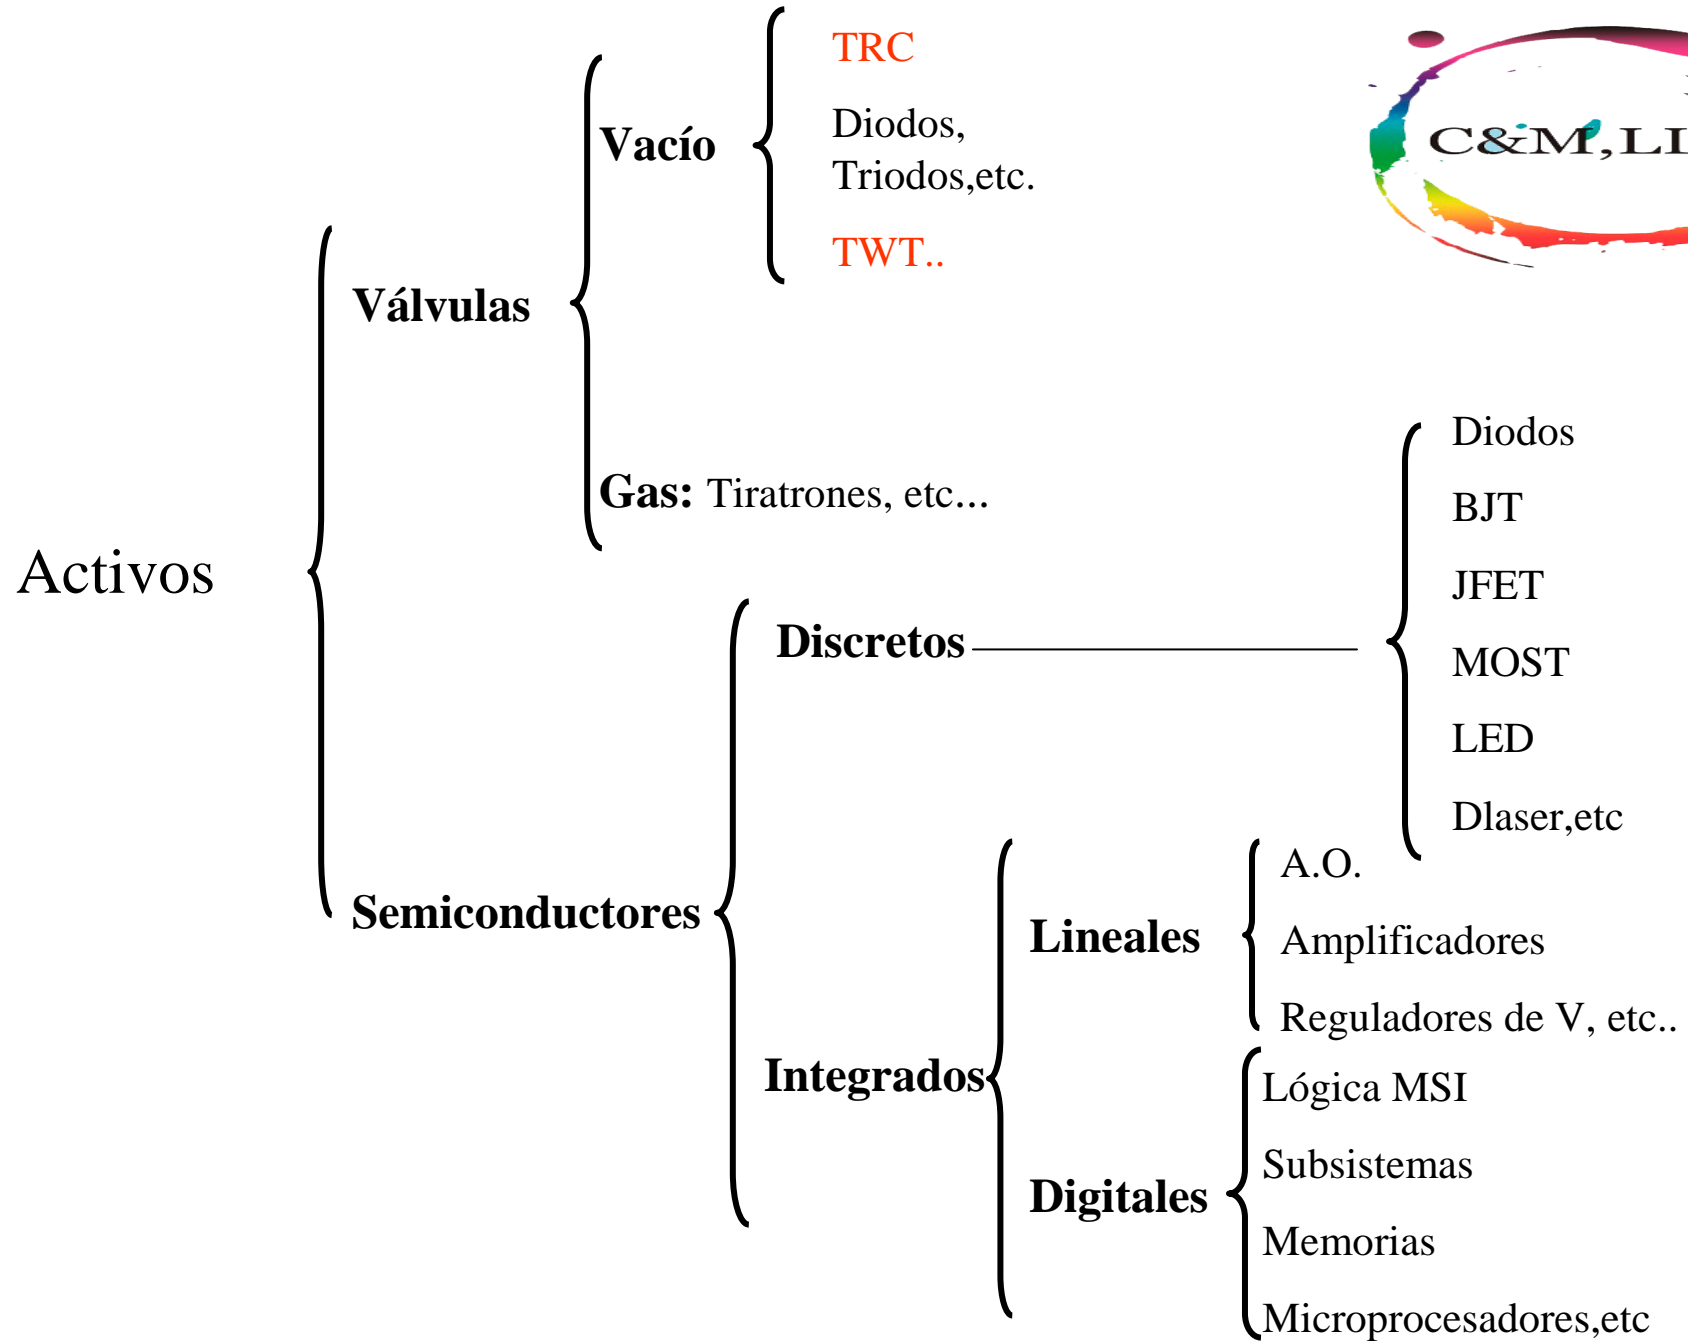 TRC
Diodos,
Triodos,etc.
TWT..
Vacío
C&M,LL
Válvulas
Gas: Tiratrones, etc...
Activos
Discretos
Diodos
BJT
JFET
MOST
LED
Dlaser,etc
Semiconductores
Integrados
Lineales
A.O.
Amplificadores
Reguladores de V, etc..
Digitales
Lógica MSI
Subsistemas
Memorias
Microprocesadores,etc